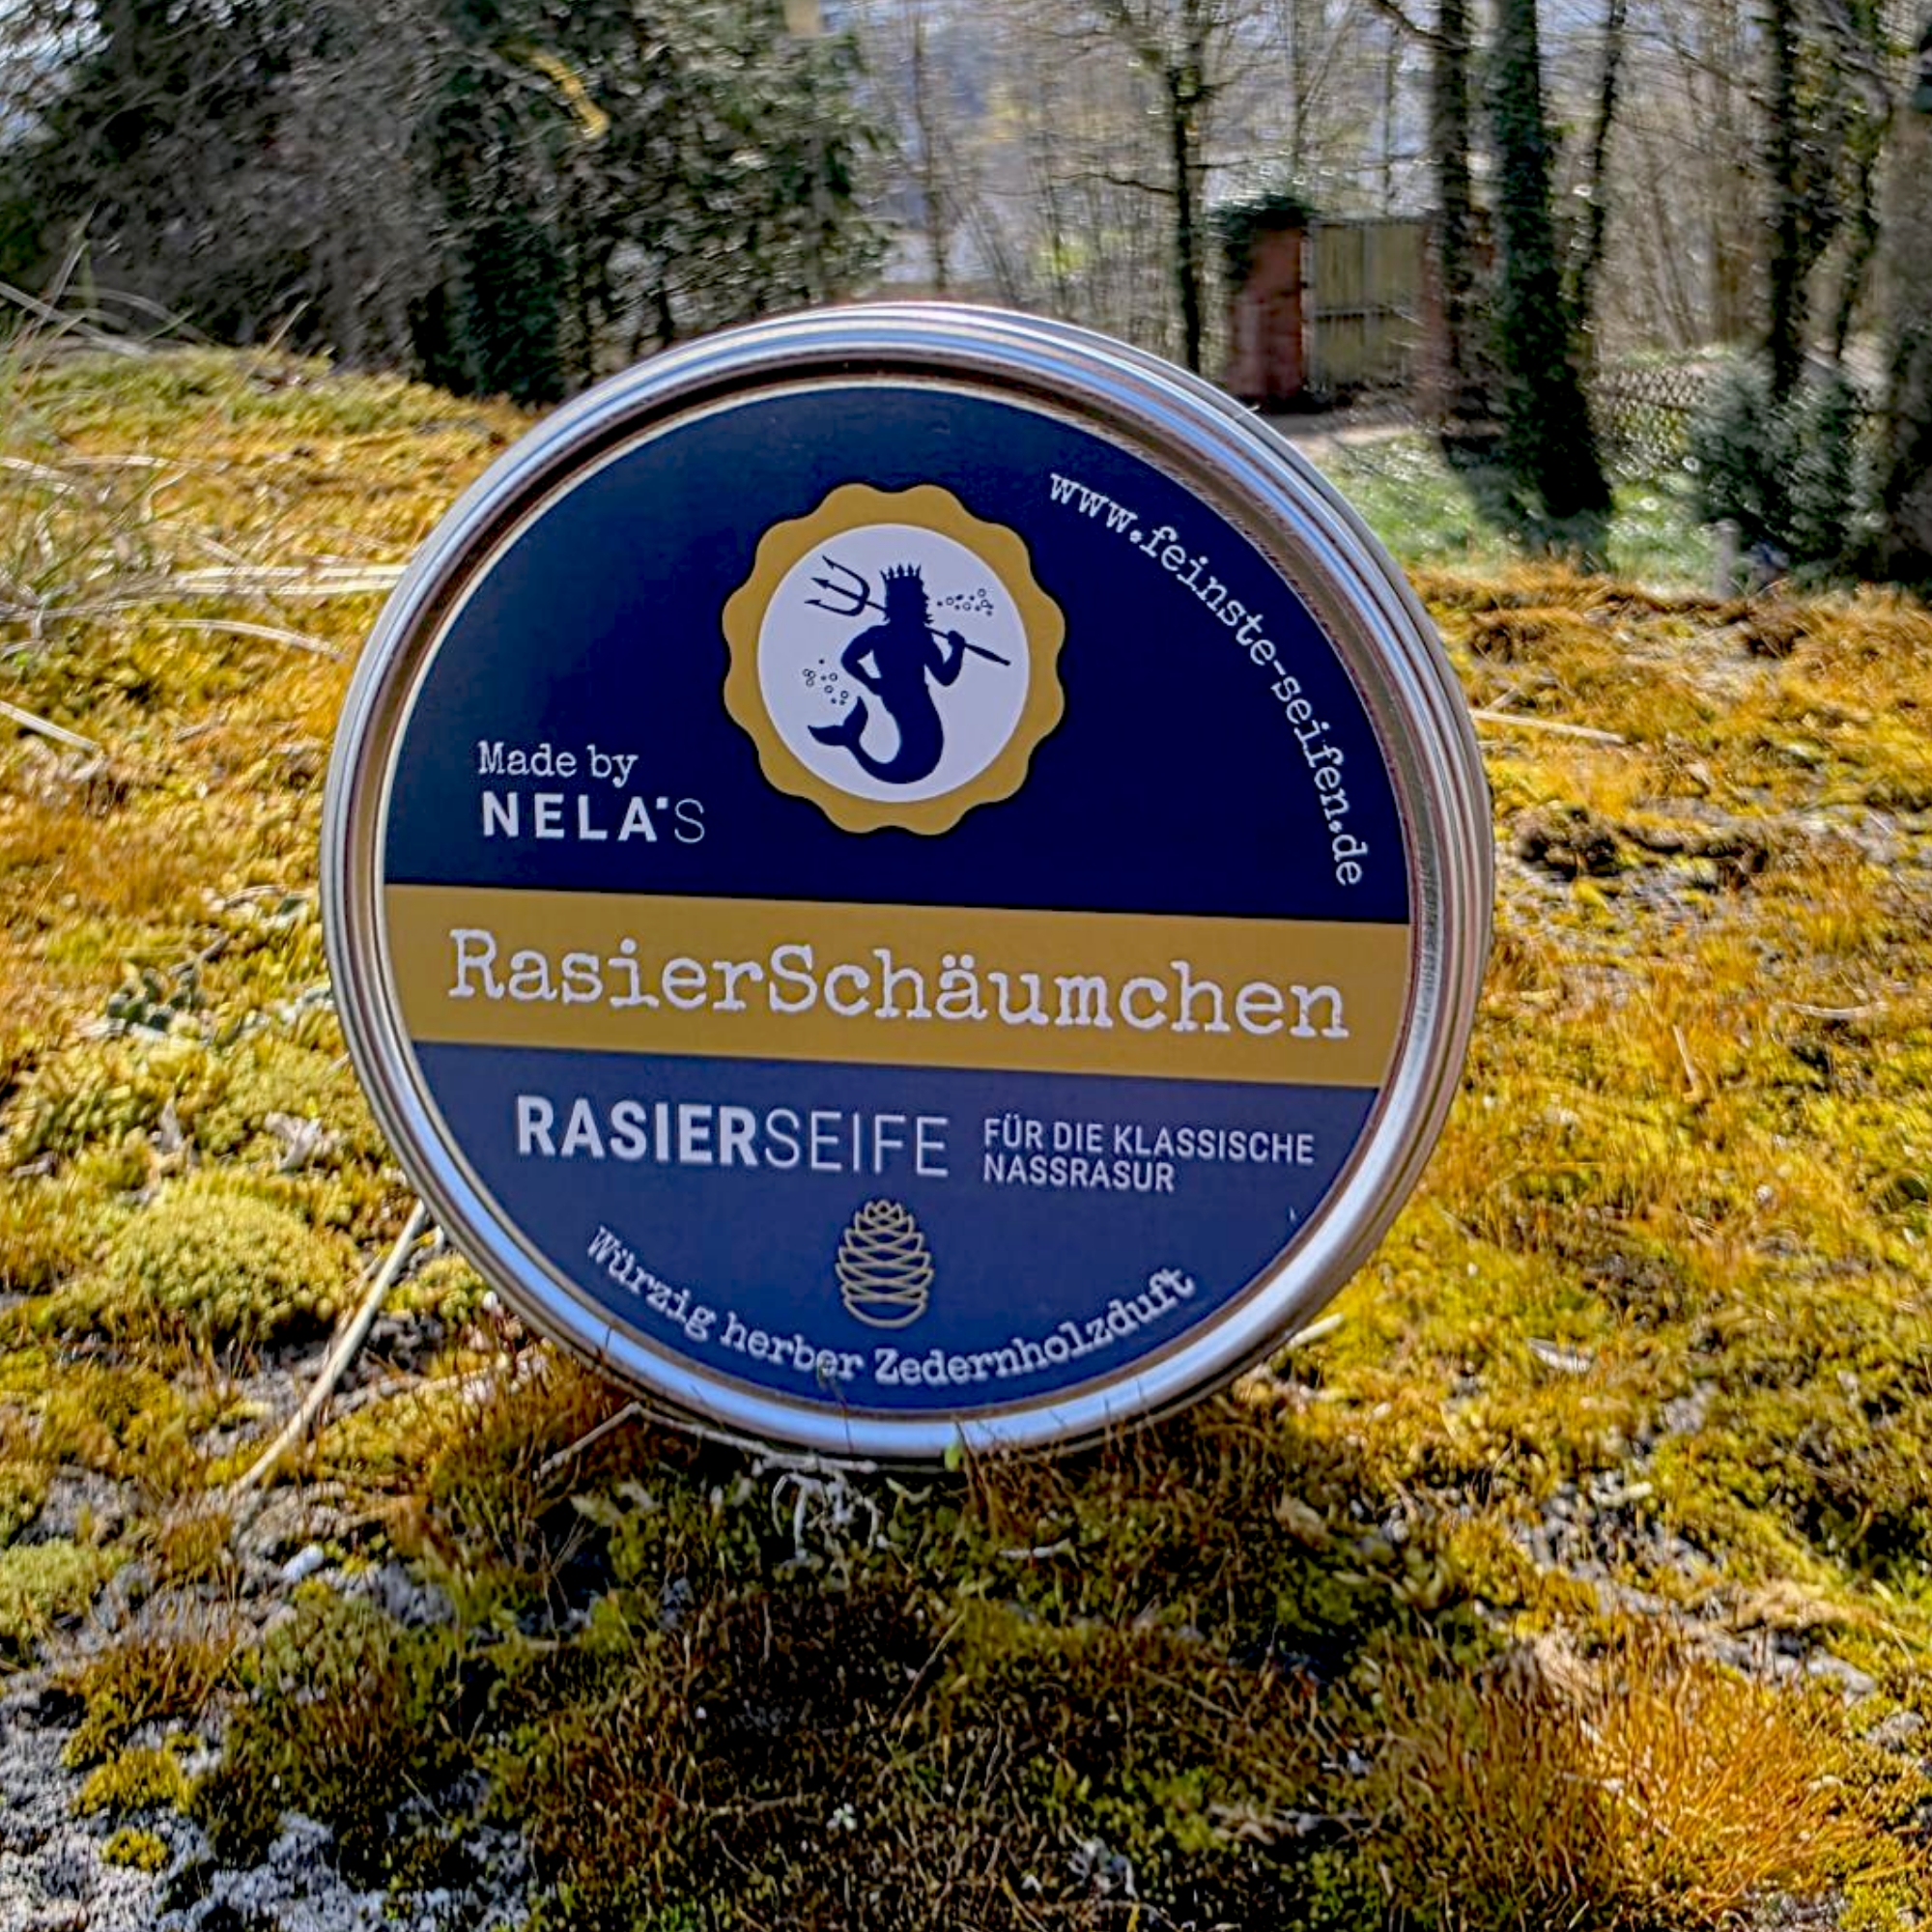 www.feinste-seifen.de
Made by
NELA'S
RasierSchäumchen
RASIERSEIFE
FÜR DIE KLASSISCHE
NASSRASUR
Würzig herber Zedernholzduft